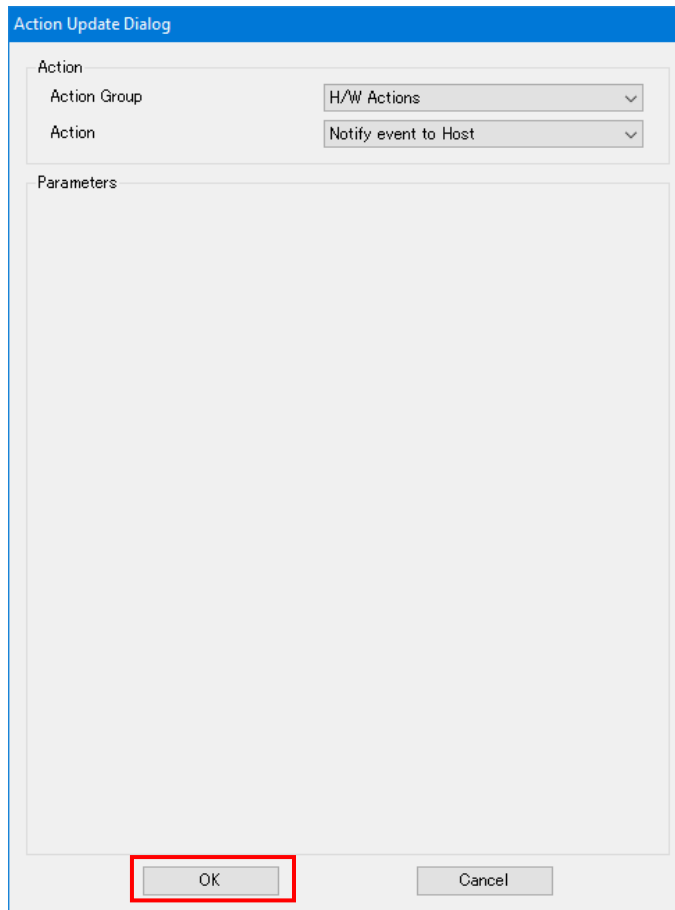 Action Update Dialog
Action
Action Group
H/W Actions
Action
Notify event to Host
Parameters
OK
Cancel